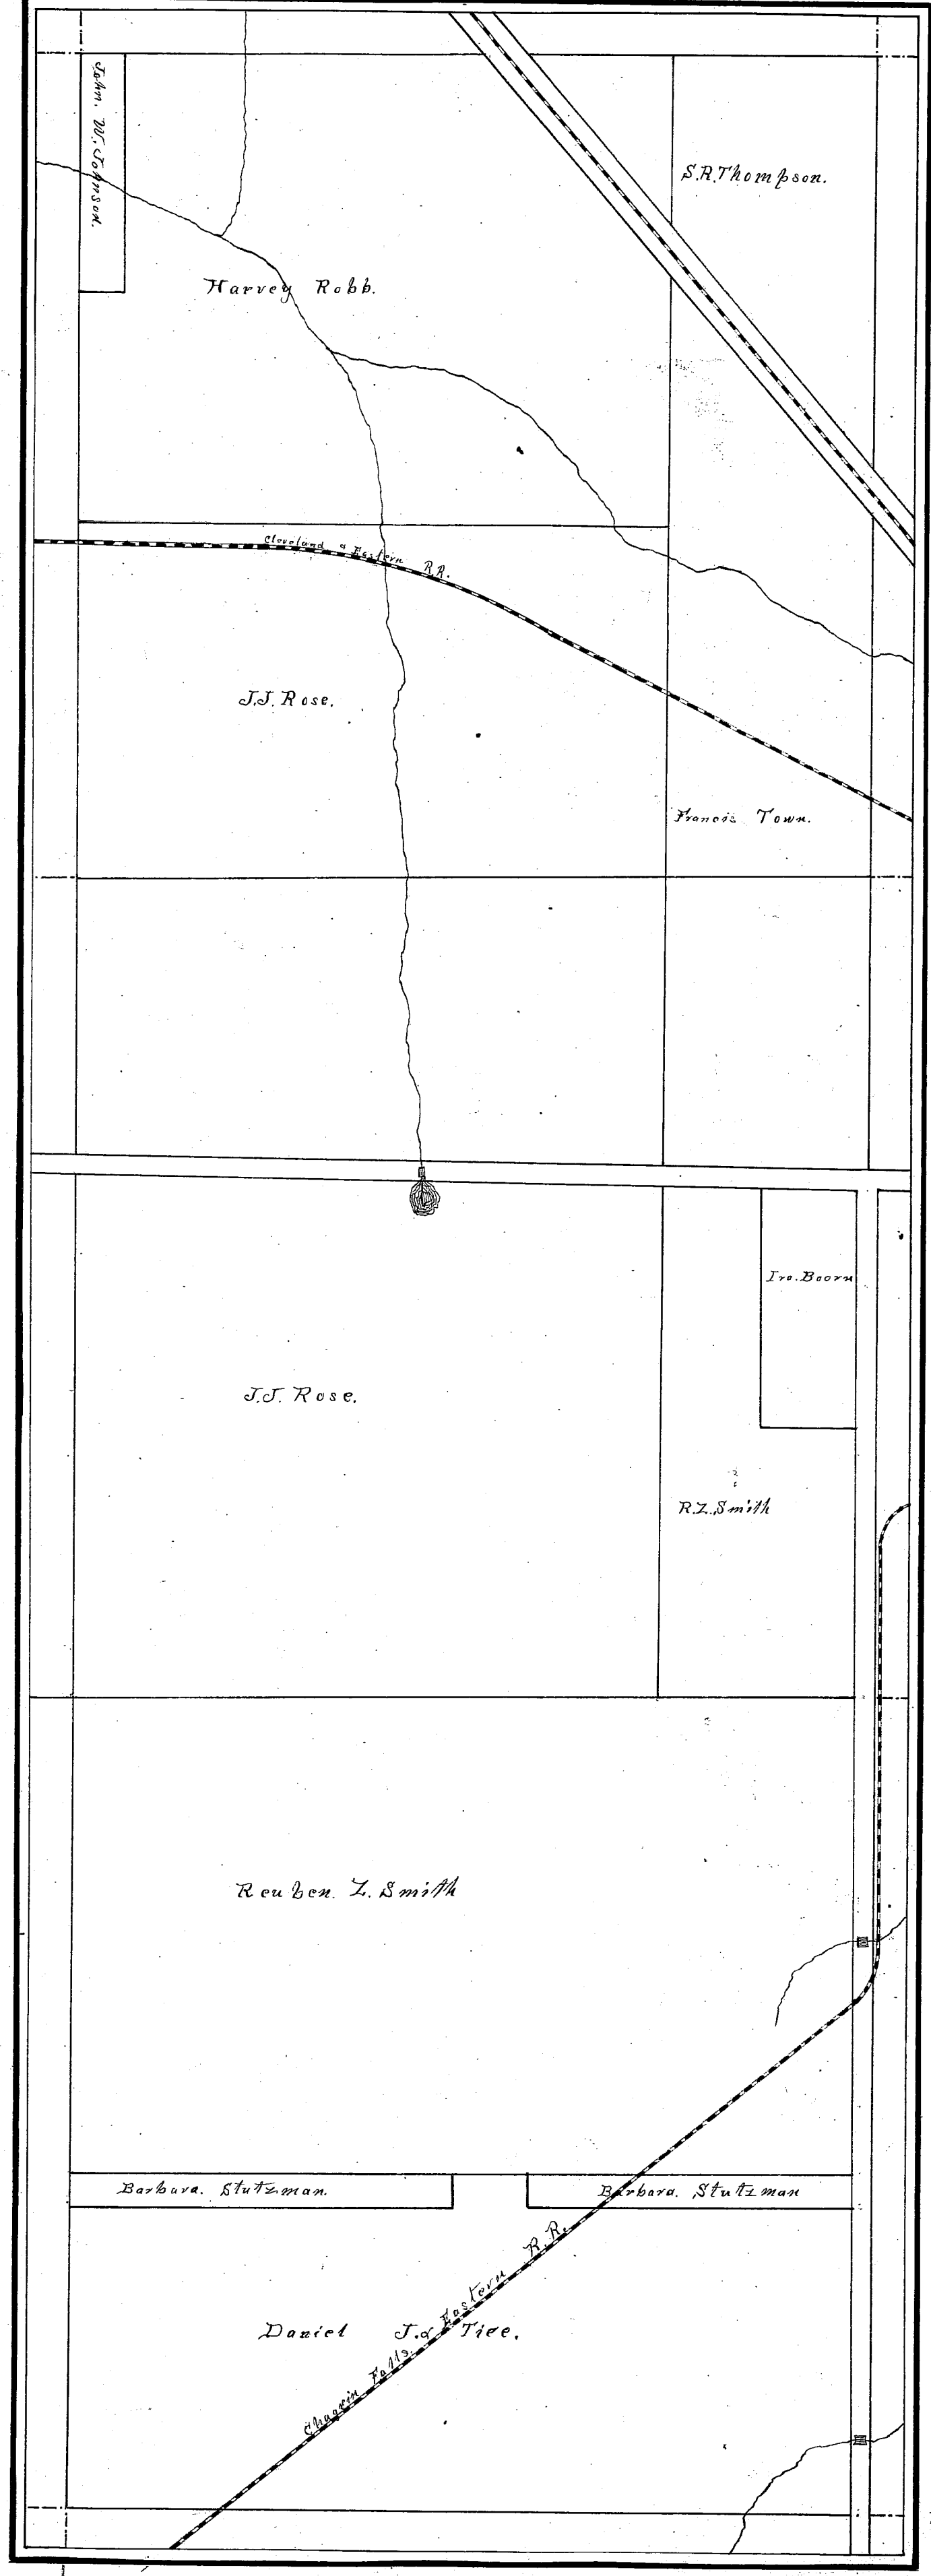 John. W. Johnson.
S.R. Thompson.
Harvey Robb.
Cleveland & Eastern R.R.
J.J. Rose.
Francis Town.
Ira. Boorn
J.J. Rose.
R.Z. Smith
Reuben. Z. Smith
Barbara. Stutzman.
Barbara. Stutzman
Chagrin Falls. & Eastern R.R.
Daniel J. Tice.